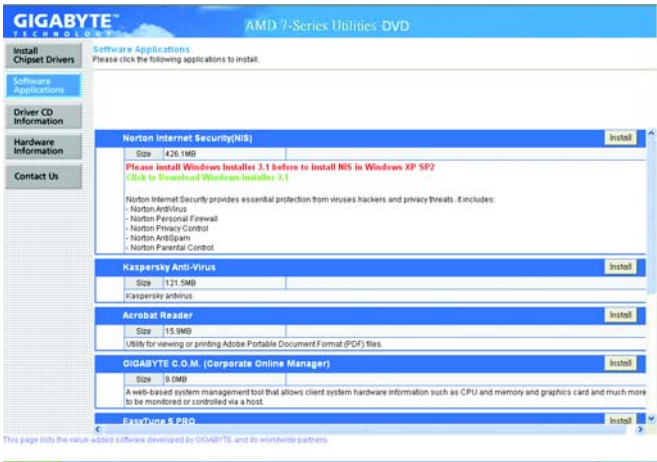 GIGABYTE™
TECHNOLOGY
AMD 7-Series Utilities DVD
Install
Chipset Drivers
Software
Applications
Driver CD
Information
Hardware
Information
Contact Us
Software Applications
Please click the following applications to install.
Norton Internet Security(NIS)
Install
Size 426.1MB
Please install Windows Installer 3.1 before to install NIS in Windows XP SP2
Click to Download Windows Installer 3.1
Norton Internet Security provides essential protection from viruses hackers and privacy threats. It includes:
- Norton AntiVirus
- Norton Personal Firewall
- Norton Privacy Control
- Norton AntiSpam
- Norton Parental Control.
Kaspersky Anti-Virus
Install
Size 121.5MB
Kaspersky antivirus
Acrobat Reader
Install
Size 15.9MB
Utility for viewing or printing Adobe Portable Document Format (PDF) files.
GIGABYTE C.O.M. (Corporate Online Manager)
Install
Size 9.0MB
A web-based system management tool that allows client system hardware information such as CPU and memory and graphics card and much more
to be monitored or controlled via a host.
EasyTune 5 PRO
Install
This page lists the value-added software developed by GIGABYTE and its worldwide partners.